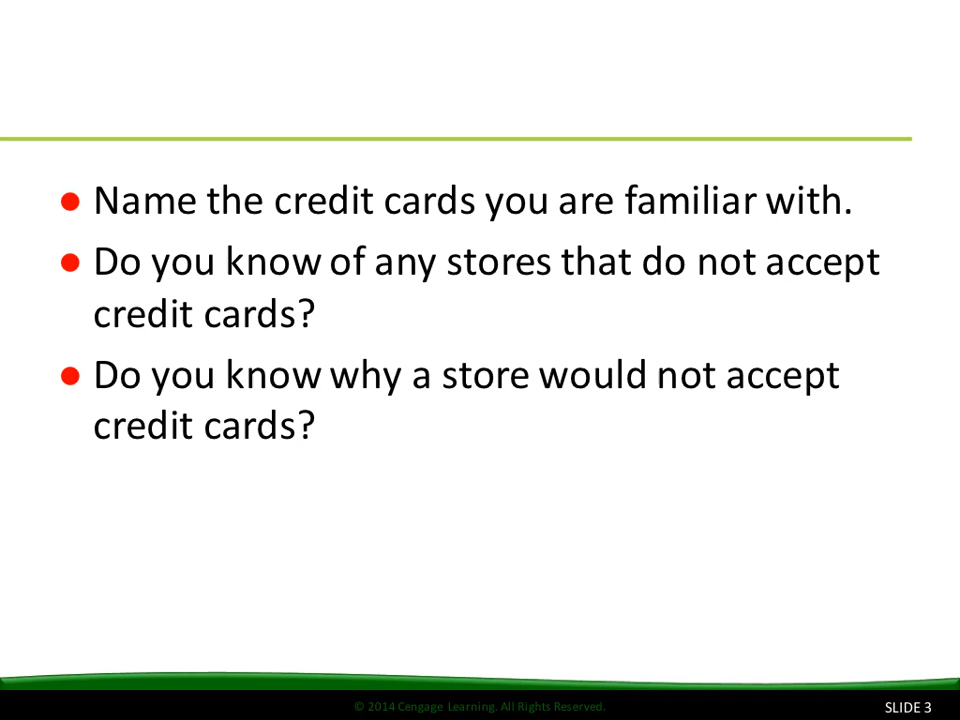 ● Name the credit cards you are familiar with.
● Do you know of any stores that do not accept
credit cards?
● Do you know why a store would not accept
credit cards?
© 2014 Cengage Learning. All Rights Reserved.
SLIDE 3